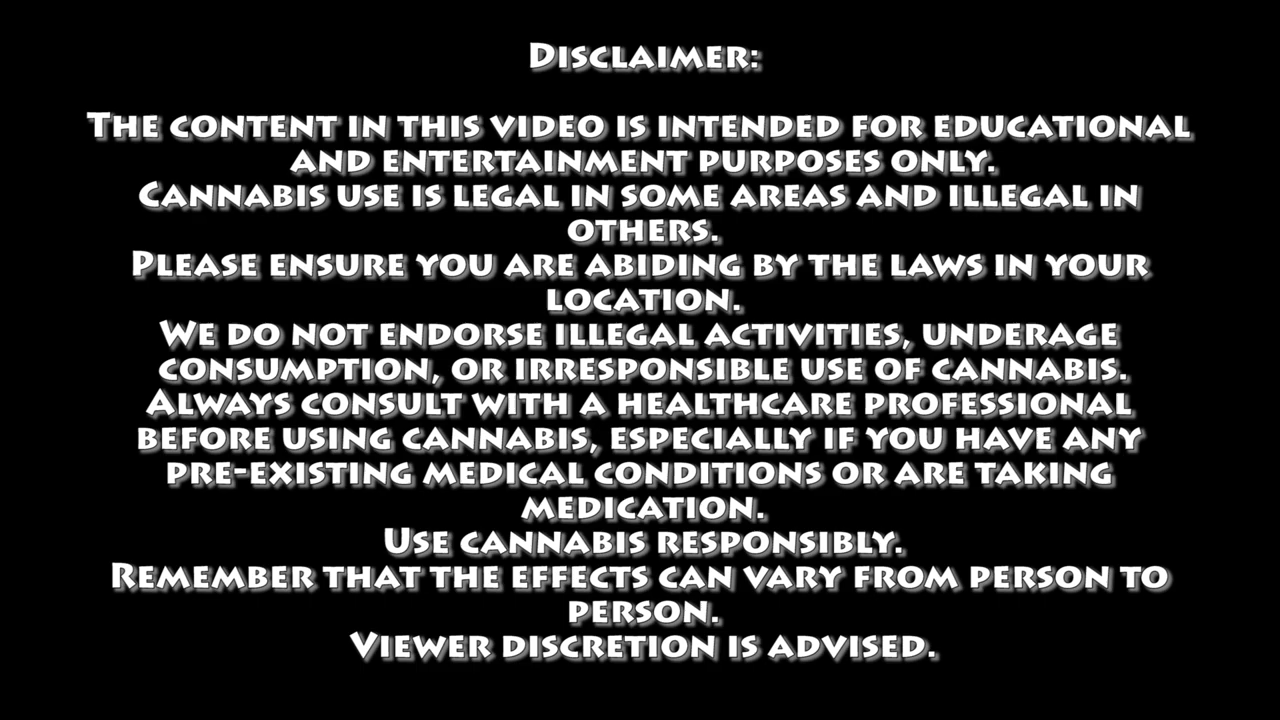 Disclaimer:
The content in this video is intended for educational
and entertainment purposes only.
Cannabis use is legal in some areas and illegal in
others.
Please ensure you are abiding by the laws in your
location.
We do not endorse illegal activities, underage
consumption, or irresponsible use of cannabis.
Always consult with a healthcare professional
before using cannabis, especially if you have any
pre-existing medical conditions or are taking
medication.
Use cannabis responsibly.
Remember that the effects can vary from person to
person.
Viewer discretion is advised.